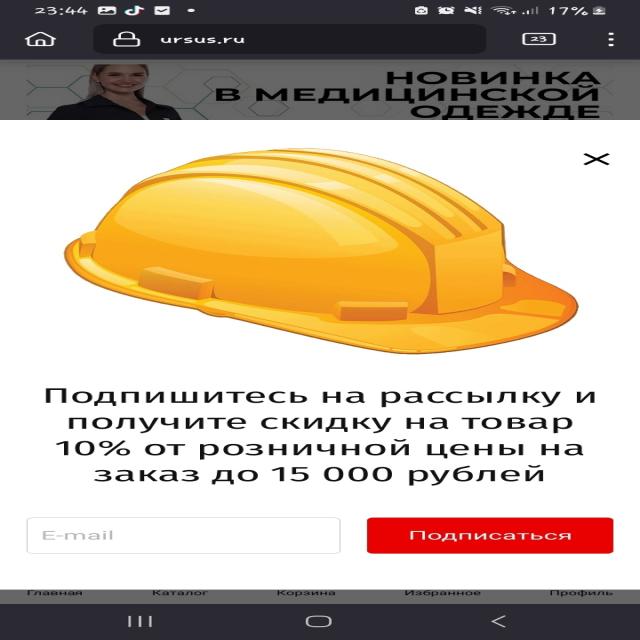 23:44 17%
ursus.ru 23
НОВИНКА
В МЕДИЦИНСКОЙ
ОДЕЖДЕ
Подпишитесь на рассылку и
получите скидку на товар
10% от розничной цены на
заказ до 15 000 рублей
E-mail Подписаться
Главная Каталог Корзина Избранное Профиль